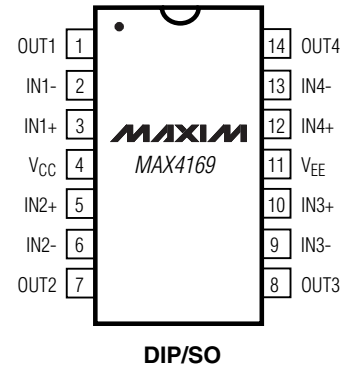 OUT1 1 14 OUT4
IN1- 2 13 IN4-
IN1+ 3 12 IN4+
MAXIM
VCC 4 MAX4169 11 VEE
IN2+ 5 10 IN3+
IN2- 6 9 IN3-
OUT2 7 8 OUT3
DIP/SO